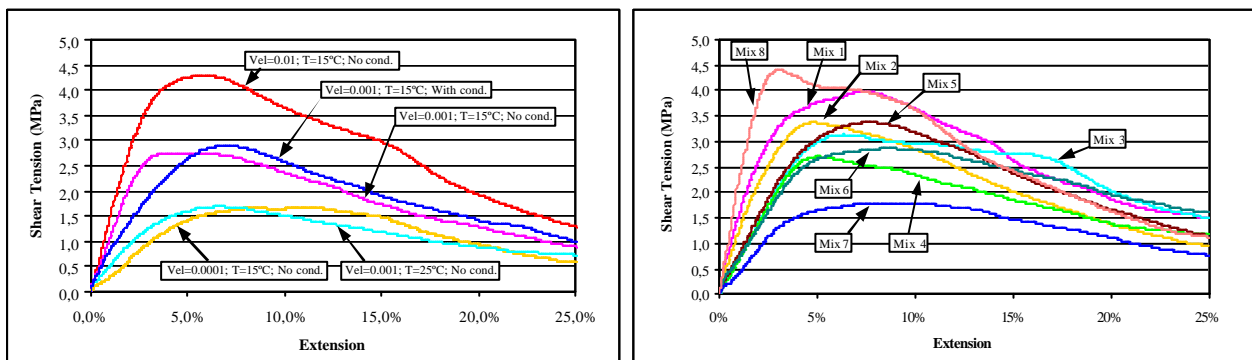 5,0
4,5
4,0
3,5
3,0
2,5
2,0
1,5
1,0
0,5
0,0
Shear Tension (MPa)
Vel=0.01; T=15ºC; No cond.
Vel=0.001; T=15ºC; With cond.
Vel=0.001; T=15ºC; No cond.
Vel=0.0001; T=15ºC; No cond.
Vel=0.001; T=25ºC; No cond.
0,0%
5,0%
10,0%
15,0%
20,0%
25,0%
Extension
5,0
4,5
4,0
3,5
3,0
2,5
2,0
1,5
1,0
0,5
0,0
Shear Tension (MPa)
Mix 8
Mix 1
Mix 2
Mix 5
Mix 3
Mix 6
Mix 7
Mix 4
0%
5%
10%
15%
20%
25%
Extension